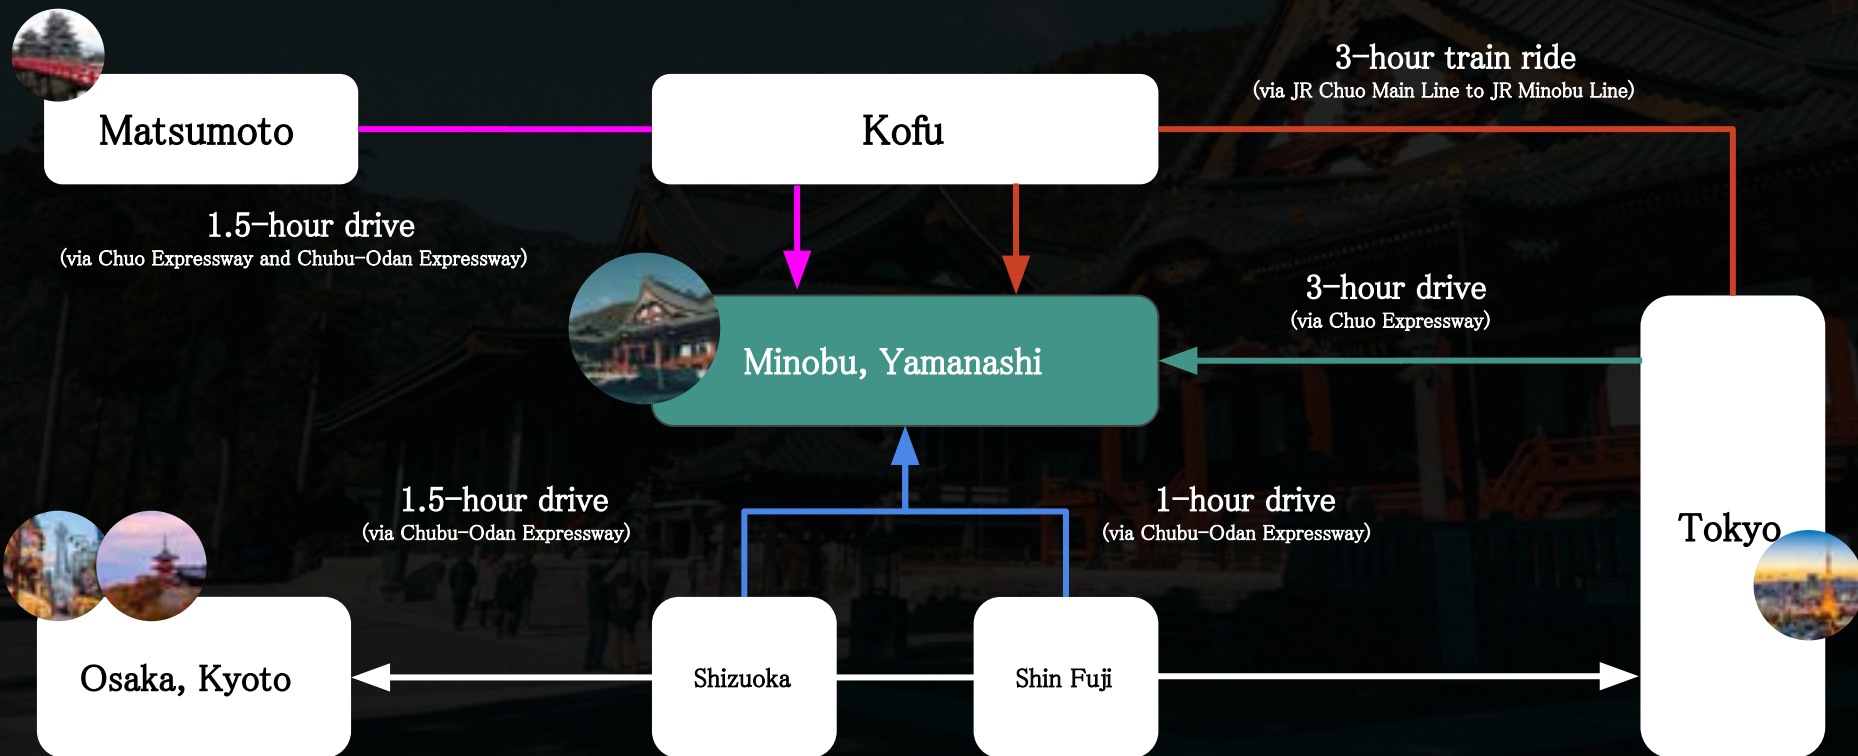 3-hour train ride
(via JR Chuo Main Line to JR Minobu Line)
Matsumoto
Kofu
1.5-hour drive
(via Chuo Expressway and Chubu-Odan Expressway)
3-hour drive
(via Chuo Expressway)
Minobu, Yamanashi
1.5-hour drive
(via Chubu-Odan Expressway)
1-hour drive
(via Chubu-Odan Expressway)
Tokyo
Osaka, Kyoto
Shizuoka
Shin Fuji